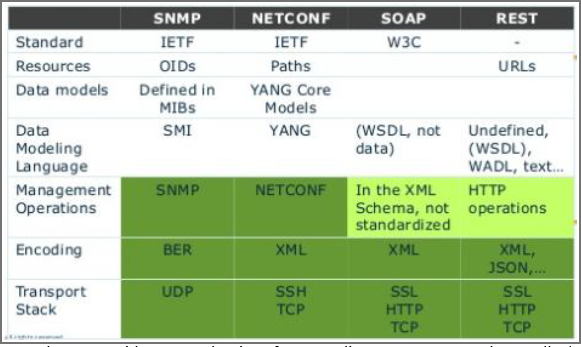 SNMP NETCONF SOAP REST
Standard IETF IETF W3C -
Resources OIDs Paths URLs
Data models Defined in MIBs YANG Core Models
Data Modeling Language SMI YANG (WSDL, not data) Undefined, (WSDL), WADL, text...
Management Operations SNMP NETCONF In the XML Schema, not standardized HTTP operations
Encoding BER XML XML XML, JSON,...
Transport Stack UDP SSH TCP SSL HTTP TCP SSL HTTP TCP
All rights reserved